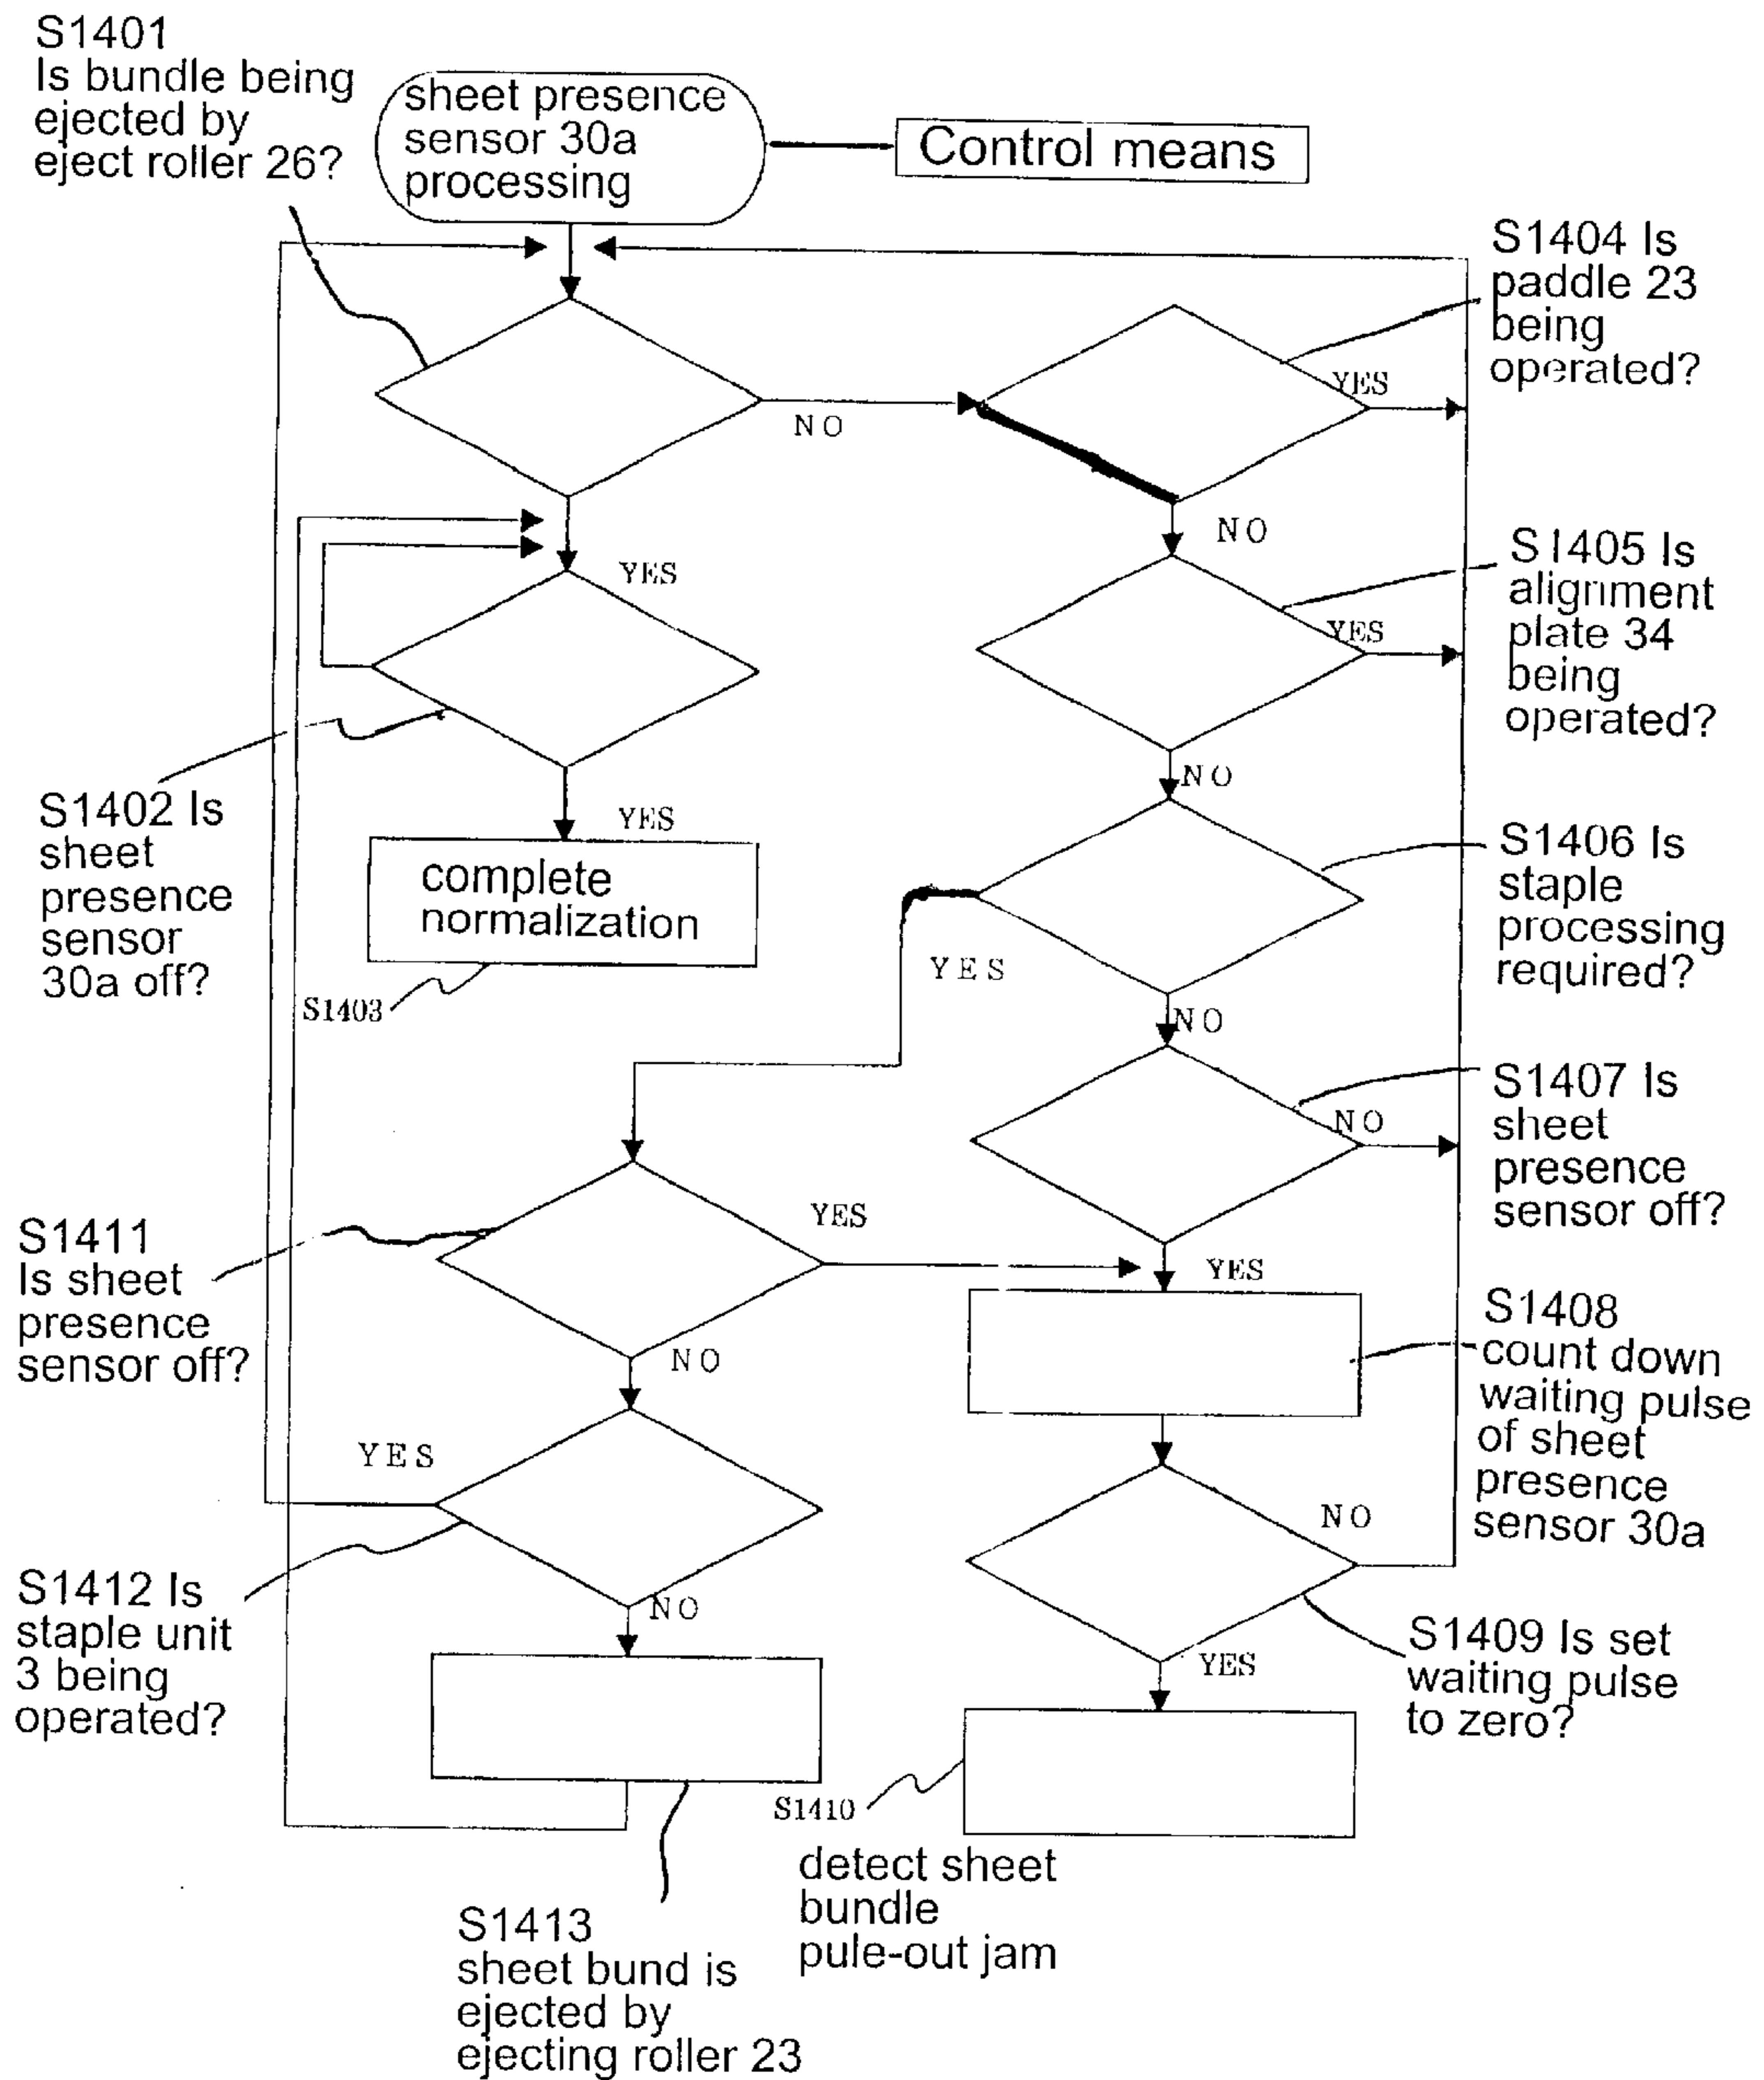 S1401
Is bundle being
ejected by
eject roller 26?
sheet presence
sensor 30a
processing
Control means
S1404 Is
paddle 23
being
operated?
YES
NO
NO
YES
S1405 Is
alignment
plate 34
being
operated?
YES
NO
S1402 Is
sheet
presence
sensor
30a off?
YES
complete
normalization
S1403
S1406 Is
staple
processing
required?
YES
NO
S1407 Is
sheet
presence
sensor off?
NO
S1411
Is sheet
presence
sensor off?
YES
YES
NO
S1408
count down
waiting pulse
of sheet
presence
sensor 30a
YES
NO
S1412 Is
staple unit
3 being
operated?
NO
S1409 Is set
waiting pulse
to zero?
YES
S1410
detect sheet
bundle
pule-out jam
S1413
sheet bund is
ejected by
ejecting roller 23